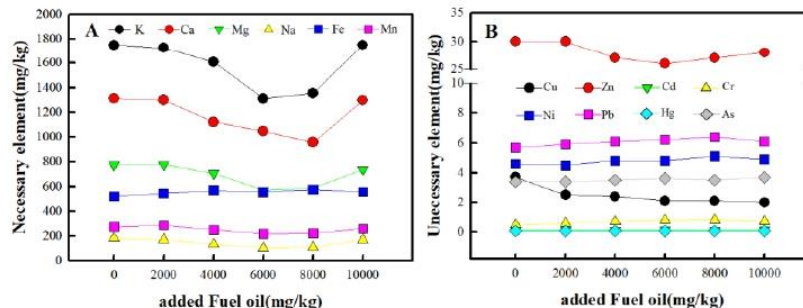 A
K Ca Mg Na Fe Mn
Necessary element(mg/kg)
2000
1800
1600
1400
1200
1000
800
600
400
200
0
0 2000 4000 6000 8000 10000
added Fuel oil(mg/kg)
B
Unecessary element(mg/kg)
35
30
25
Cu Zn Cd Cr
Ni Pb Hg As
6
4
2
0
0 2000 4000 6000 8000 10000
added Fuel oil(mg/kg)